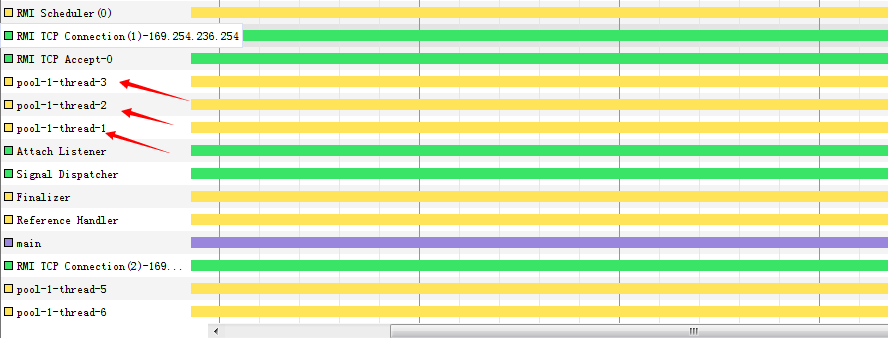 RMI Scheduler(0)
RMI TCP Connection(1)-169.254.236.254
RMI TCP Accept-0
pool-1-thread-3
pool-1-thread-2
pool-1-thread-1
Attach Listener
Signal Dispatcher
Finalizer
Reference Handler
main
RMI TCP Connection(2)-169...
pool-1-thread-5
pool-1-thread-6